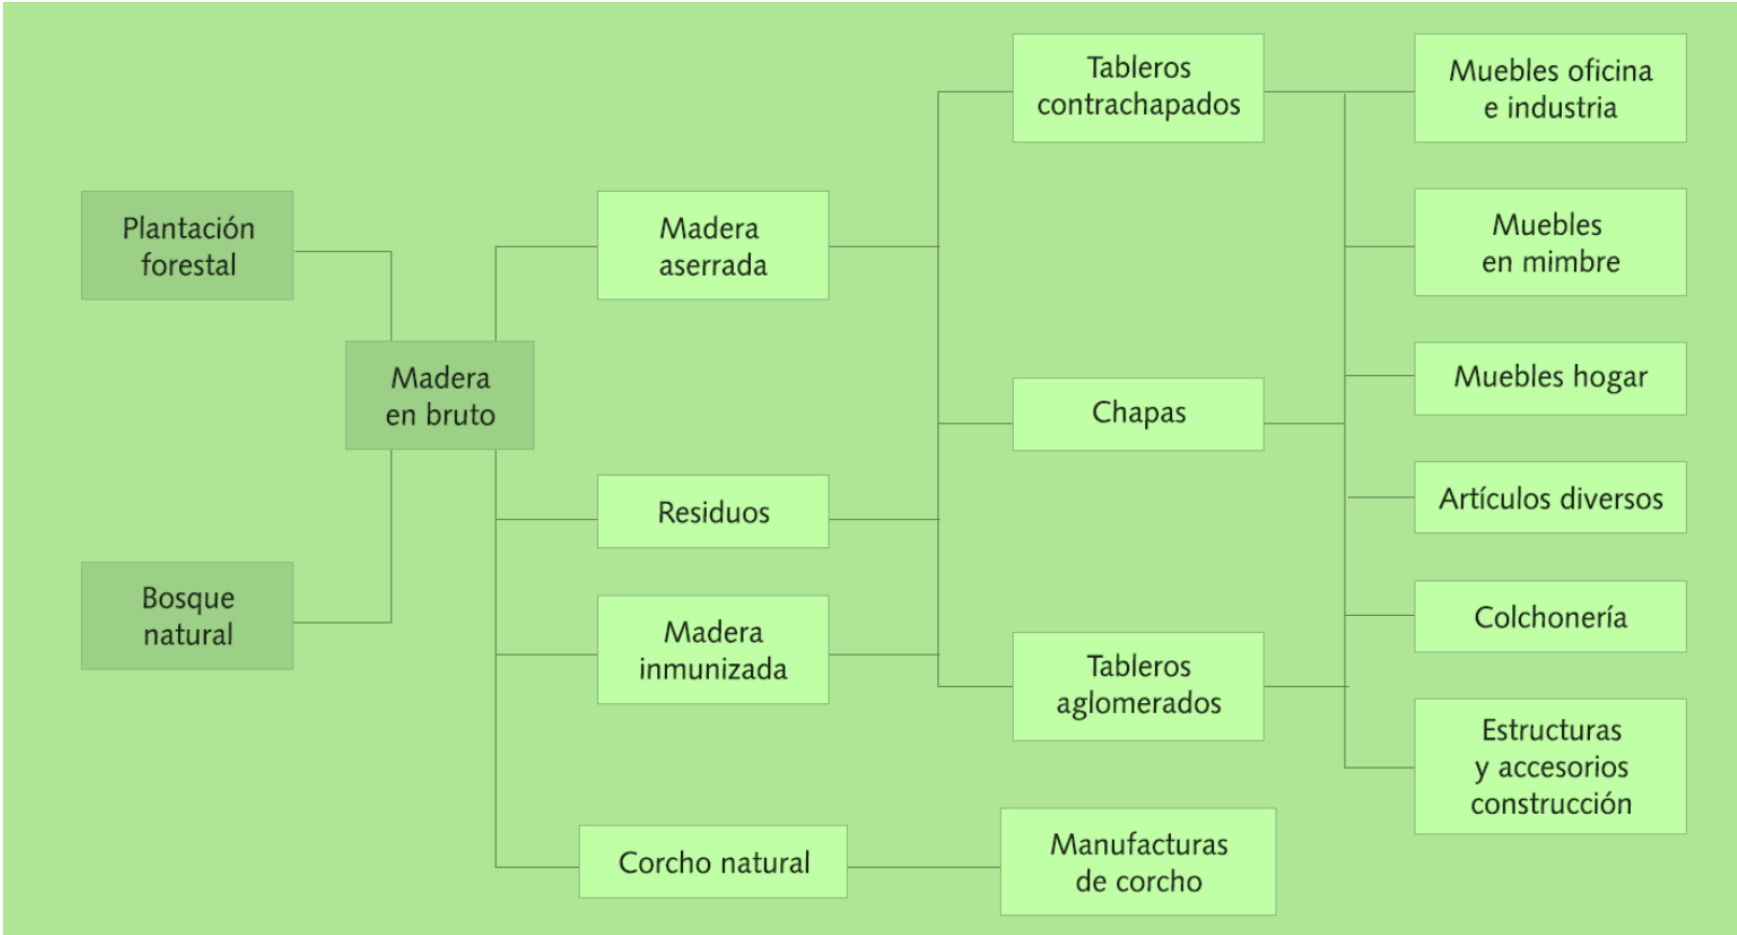 Plantación
forestal
Bosque
natural
Madera
en bruto
Madera
aserrada
Residuos
Madera
inmunizada
Corcho natural
Tableros
contrachapados
Chapas
Tableros
aglomerados
Manufacturas
de corcho
Muebles oficina
e industria
Muebles
en mimbre
Muebles hogar
Artículos diversos
Colchonería
Estructuras
y accesorios
construcción